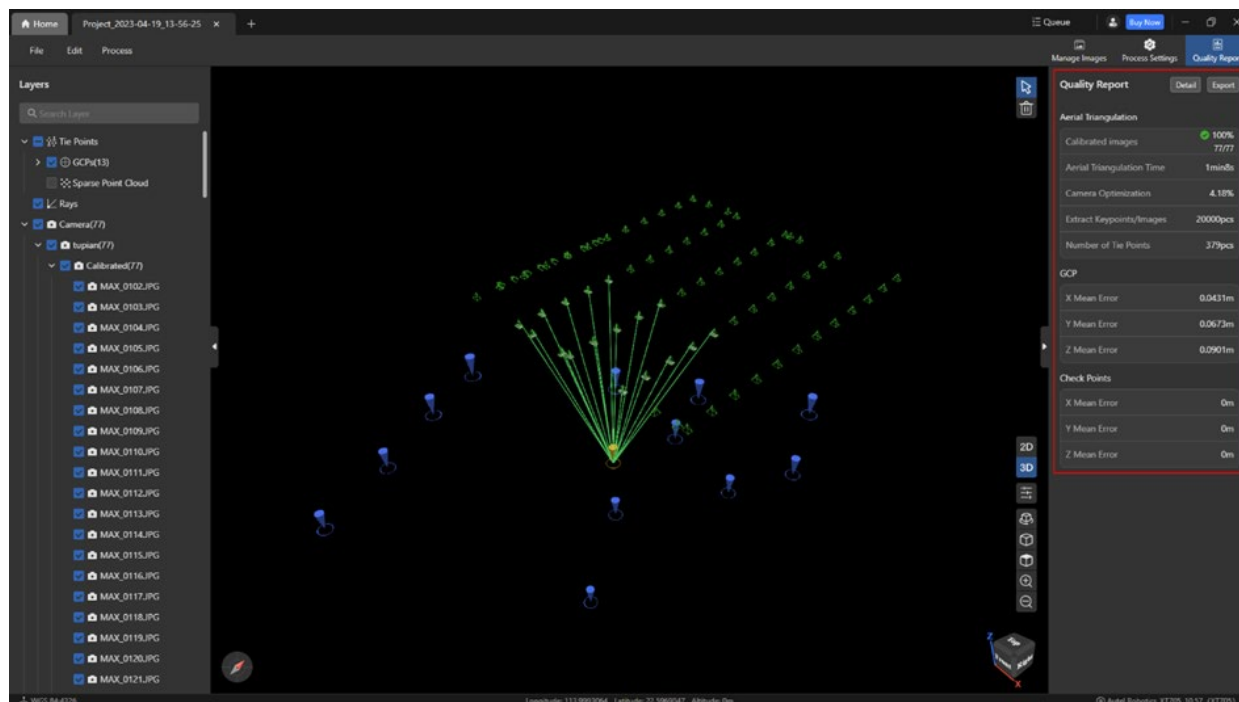 Home
Project_2023-04-19_13-56-25
Queue
Buy Now
File Edit Process
Manage Images Process Settings Quality Repor
Layers
Search Layer
Tie Points
GCPs(13)
Sparse Point Cloud
Rays
Camera(77)
tupian(77)
Calibrated(77)
MAX_0102.JPG
MAX_0103.JPG
MAX_0104.JPG
MAX_0105.JPG
MAX_0106.JPG
MAX_0107.JPG
MAX_0108.JPG
MAX_0109.JPG
MAX_0110.JPG
MAX_0111.JPG
MAX_0112.JPG
MAX_0113.JPG
MAX_0114.JPG
MAX_0115.JPG
MAX_0116.JPG
MAX_0117.JPG
MAX_0118.JPG
MAX_0119.JPG
MAX_0120.JPG
MAX_0121.JPG
2D
3D
Z
Top
Front Right
X
Quality Report Detail Export
Aerial Triangulation
Calibrated images 100%
77/77
Aerial Triangulation Time 1min8s
Camera Optimization 4.18%
Extract Keypoints/Images 20000pcs
Number of Tie Points 379pcs
GCP
X Mean Error 0.0431m
Y Mean Error 0.0673m
Z Mean Error 0.0901m
Check Points
X Mean Error 0m
Y Mean Error 0m
Z Mean Error 0m